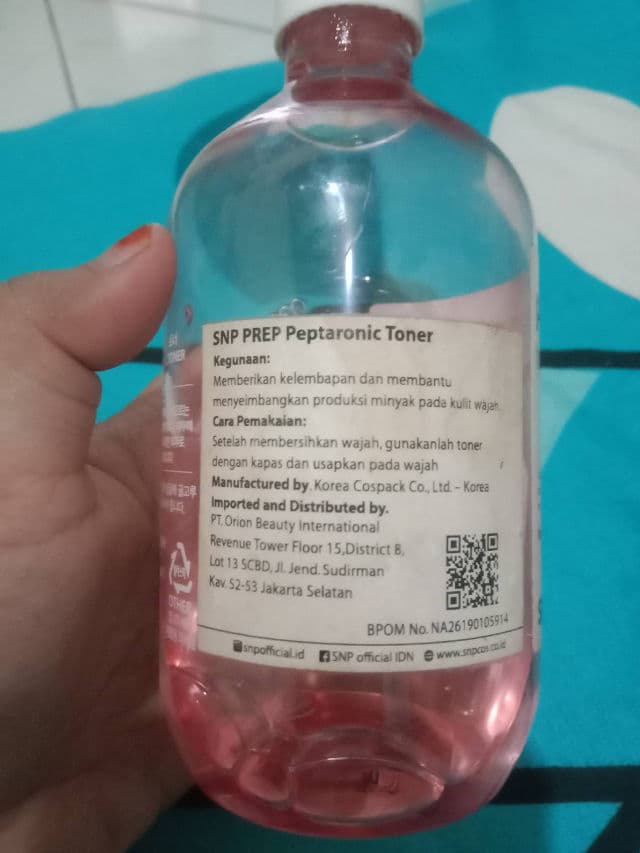 SNP PREP Peptaronic Toner
Kegunaan:
Memberikan kelembapan dan membantu
menyeimbangkan produksi minyak pada kulit wajah.
Cara Pemakaian:
Setelah membersihkan wajah, gunakanlah toner
dengan kapas dan usapkan pada wajah
Manufactured by. Korea Cospack Co., Ltd. - Korea
Imported and Distributed by.
PT. Orion Beauty International
Revenue Tower Floor 15,District 8,
Lot 13 SCBD, Jl. Jend. Sudirman
Kav. 52-53 Jakarta Selatan
BPOM No. NA26190105914
snpofficial.id SNP official IDN www.snpcos.co.id
TONER
OTHER